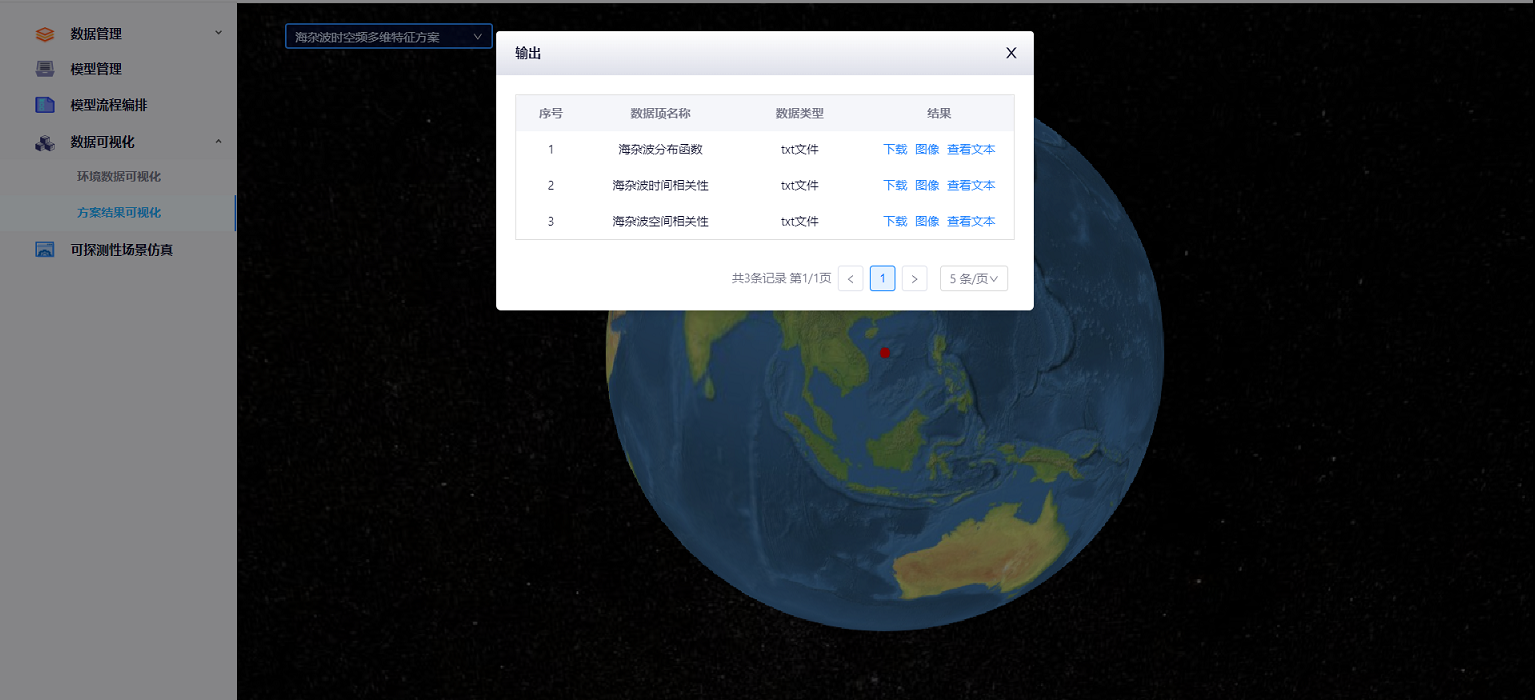 数据管理
模型管理
模型流程编排
数据可视化
环境数据可视化
方案结果可视化
可探测性场景仿真
海杂波时空频多维特征方案
输出 X
序号 数据项名称 数据类型 结果
1 海杂波分布函数 txt文件 下载 图像 查看文本
2 海杂波时间相关性 txt文件 下载 图像 查看文本
3 海杂波空间相关性 txt文件 下载 图像 查看文本
共3条记录 第1/1页 < 1 > 5 条/页